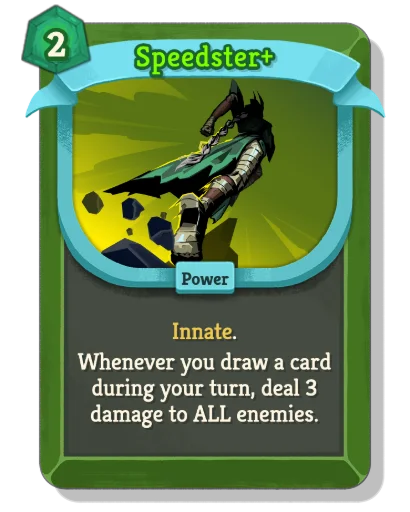 2
Speedster+
Power
Innate.
Whenever you draw a card
during your turn, deal 3
damage to ALL enemies.